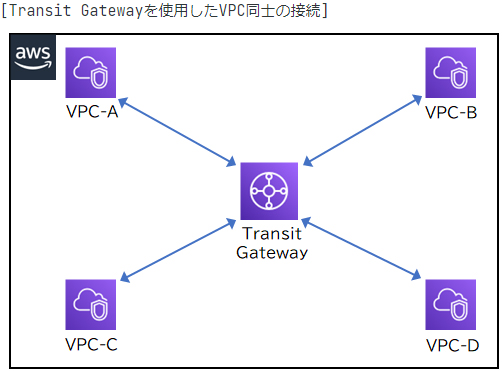 [Transit Gatewayを使用したVPC同士の接続]
aws
VPC-A
VPC-B
Transit
Gateway
VPC-C
VPC-D